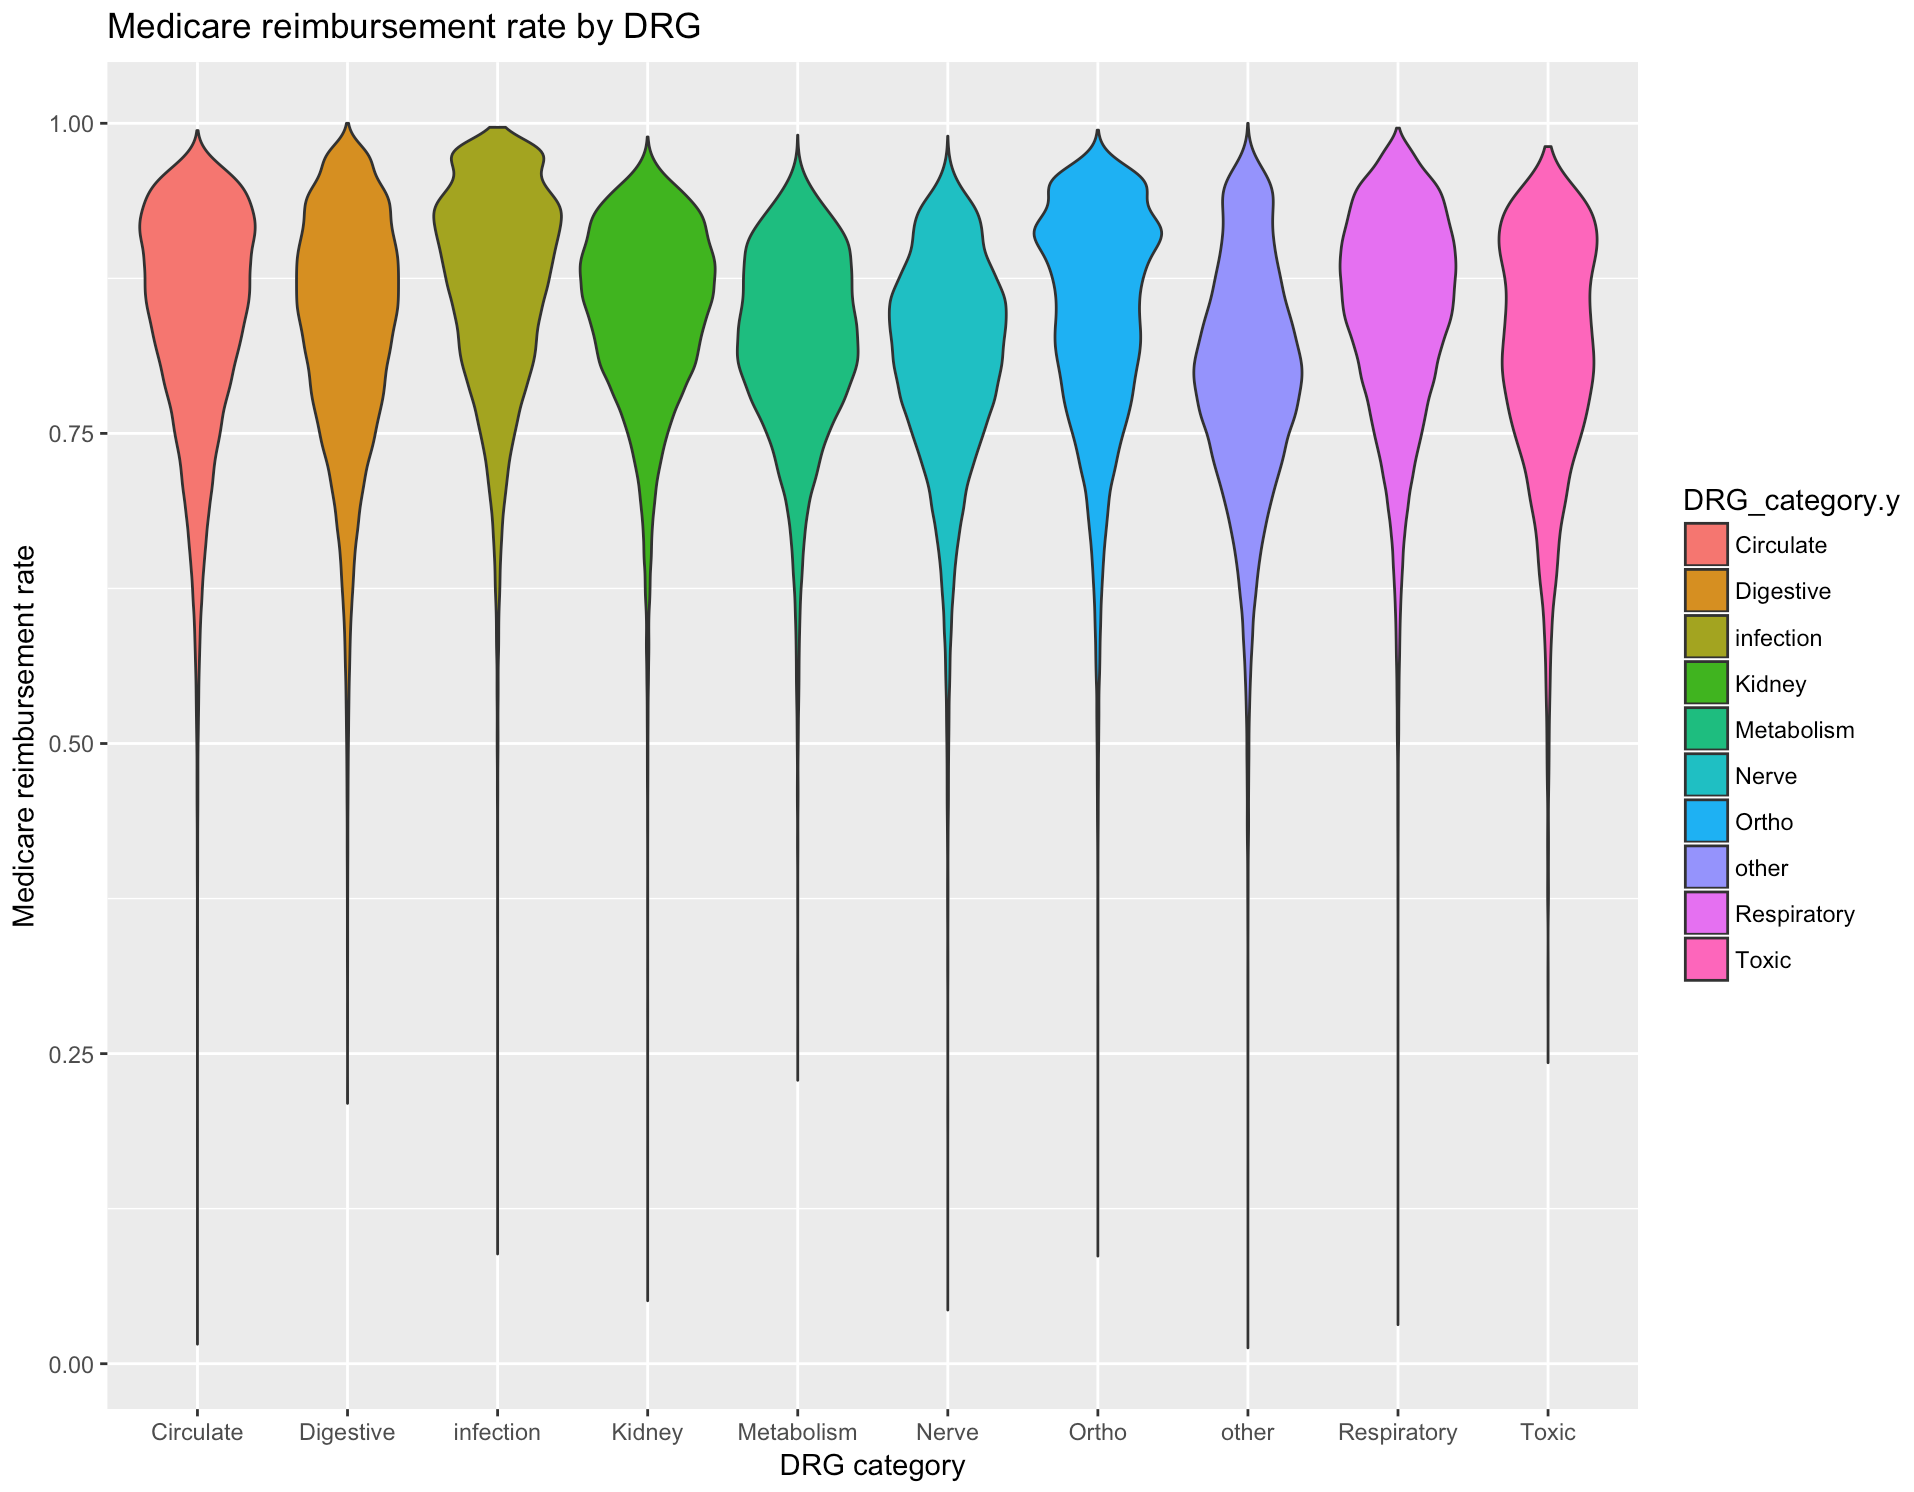 Medicare reimbursement rate by DRG
1.00
0.75
0.50
0.25
0.00
Medicare reimbursement rate
Circulate
Digestive
infection
Kidney
Metabolism
Nerve
Ortho
other
Respiratory
Toxic
DRG category
DRG_category.y
Circulate
Digestive
infection
Kidney
Metabolism
Nerve
Ortho
other
Respiratory
Toxic